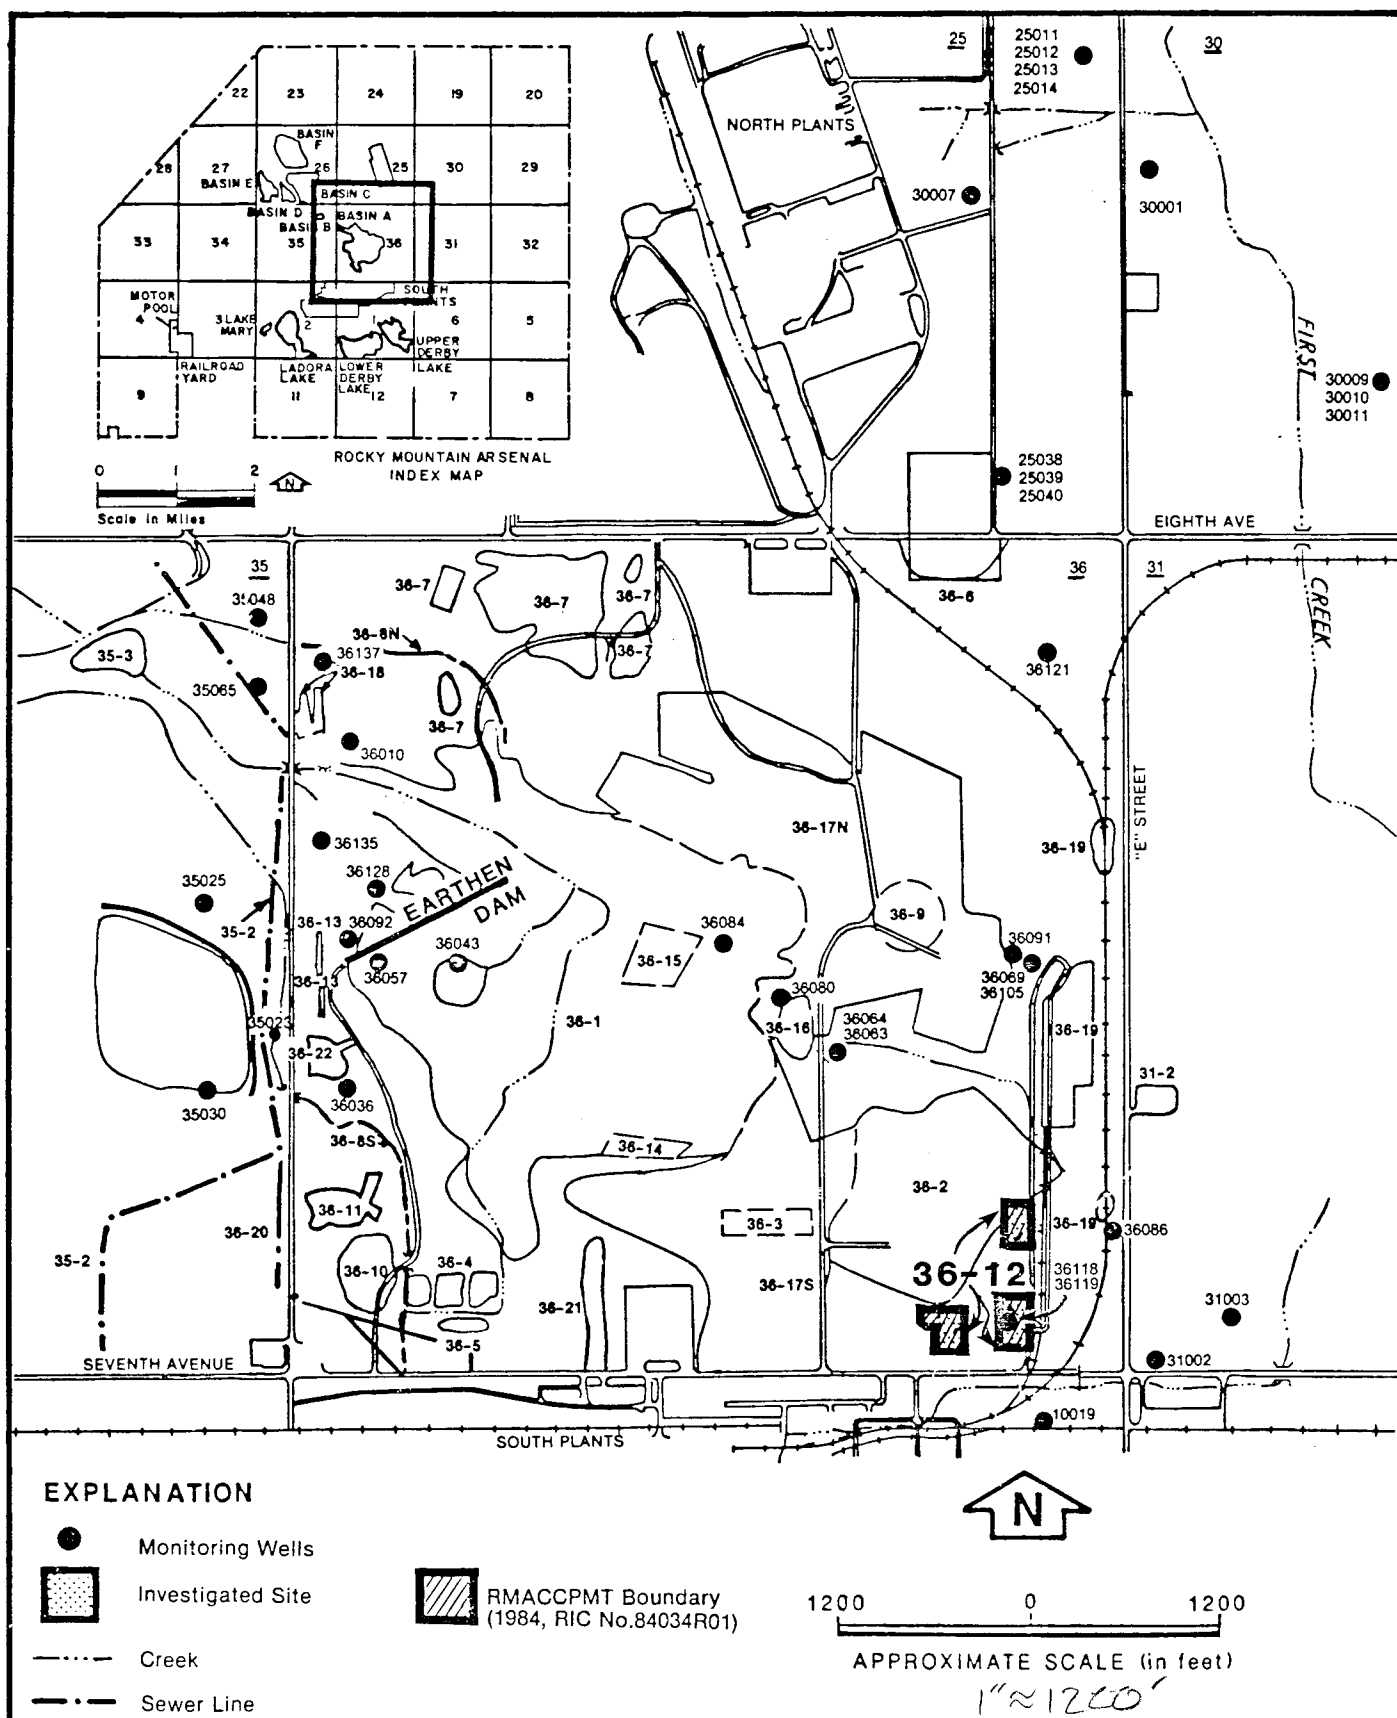 22
23
24
19
20
BASIN
F
28
27
26
25
30
29
BASIN E
BASIN C
BASIN D
BASIN A
BASIN B
33
34
35
36
31
32
MOTOR
POOL
SOUTH
PLANTS
4
3
LAKE
MARY
2
1
6
5
UPPER
DERBY
LAKE
RAILROAD
YARD
LADORA
LAKE
LOWER
DERBY
LAKE
9
11
12
7
8
ROCKY MOUNTAIN ARSENAL
INDEX MAP
0 1 2
N
Scale in Miles
25
25011
25012
25013
25014
30
NORTH PLANTS
30007
30001
FIRST
30009
30010
30011
25038
25039
25040
EIGHTH AVE
35
36
31
CREEK
35048
36-7
36-7
36-7
36-6
36-8N
36-7
36137
35-3
36-18
36121
35065
36-7
36010
"E" STREET
36-17N
36135
36-19
36128
EARTHEN
DAM
35025
36-9
35-2
36-13
36092
36043
36084
36091
36057
36-15
36069
36105
36-13
36080
35023
36-1
36-16
36064
36063
36-19
36-22
31-2
35030
36036
36-8S
36-14
36-2
36-11
36-3
36-19
36086
36-20
35-2
36-10
36-4
36-17S
36-12
36118
36119
36-21
31003
36-5
SEVENTH AVENUE
31002
10019
SOUTH PLANTS
EXPLANATION
N
Monitoring Wells
Investigated Site
RMACCPMT Boundary
(1984, RIC No.84034R01)
1200 0 1200
Creek
APPROXIMATE SCALE (in feet)
Sewer Line
1"≈1200'